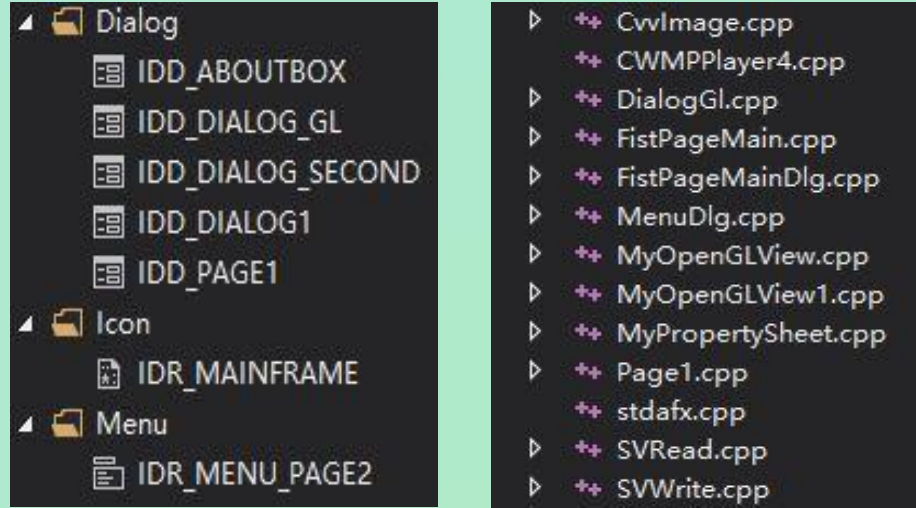 Dialog
IDD_ABOUTBOX
IDD_DIALOG_GL
IDD_DIALOG_SECOND
IDD_DIALOG1
IDD_PAGE1
Icon
IDR_MAINFRAME
Menu
IDR_MENU_PAGE2
CvvImage.cpp
CWMPPlayer4.cpp
DialogGl.cpp
FistPageMain.cpp
FistPageMainDlg.cpp
MenuDlg.cpp
MyOpenGLView.cpp
MyOpenGLView1.cpp
MyPropertySheet.cpp
Page1.cpp
stdafx.cpp
SVRead.cpp
SVWrite.cpp